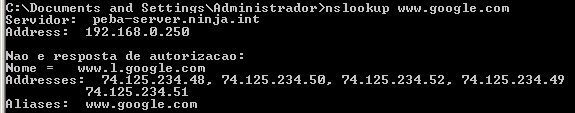 C:\Documents and Settings\Administrador>nslookup www.google.com
Servidor:  peba-server.ninja.int
Address:  192.168.0.250
Nao e resposta de autorizacao:
Nome =   www.l.google.com
Addresses:  74.125.234.48, 74.125.234.50, 74.125.234.52, 74.125.234.49
74.125.234.51
Aliases:  www.google.com